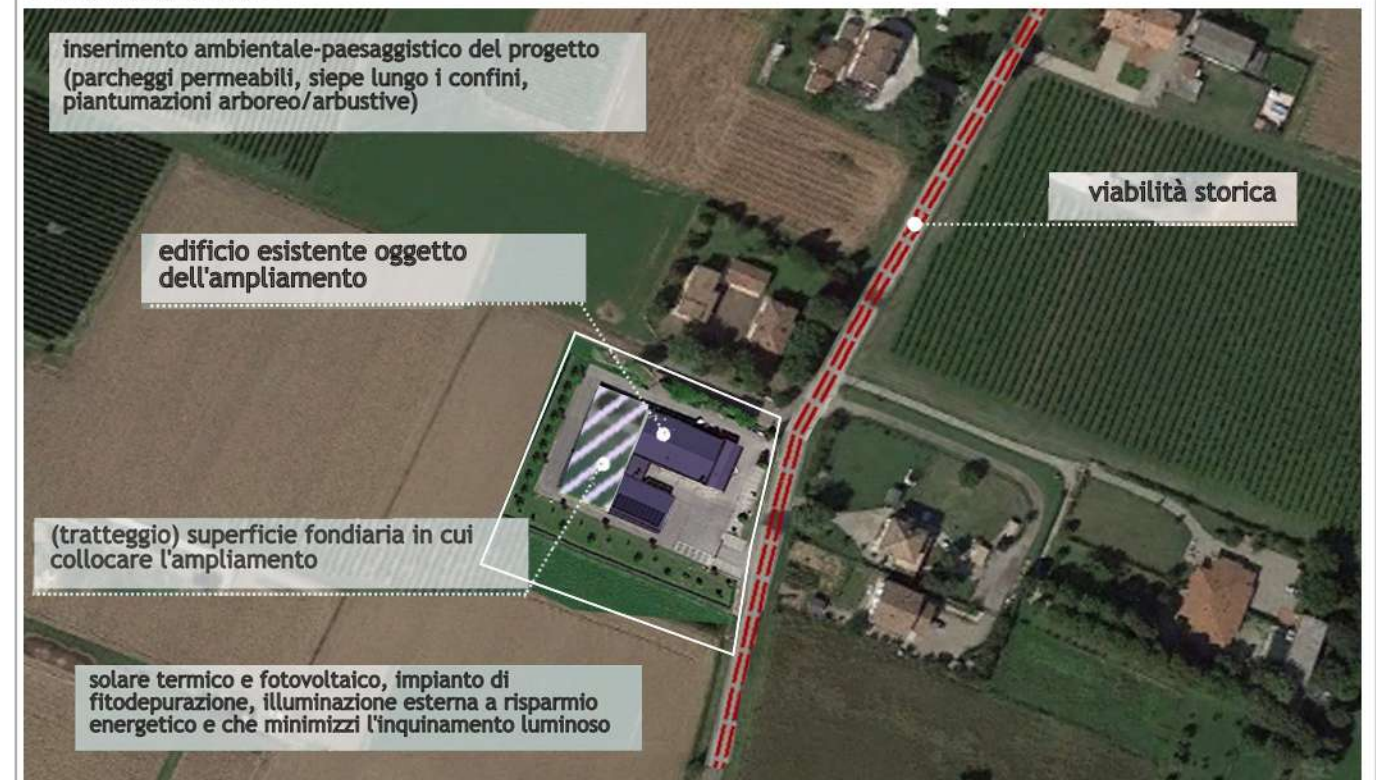 inserimento ambientale-paesaggistico del progetto
(parcheggi permeabili, siepe lungo i confini,
piantumazioni arboreo/arbustive)
viabilità storica
edificio esistente oggetto
dell'ampliamento
(tratteggio) superficie fondiaria in cui
collocare l'ampliamento
solare termico e fotovoltaico, impianto di
fitodepurazione, illuminazione esterna a risparmio
energetico e che minimizzi l'inquinamento luminoso